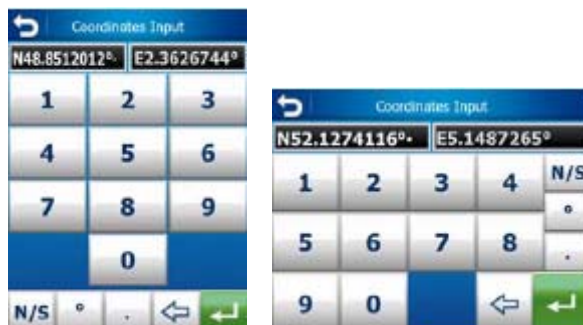 Coordinates Input
N48.8512012°. E2.3626744°
1 2 3
4 5 6
7 8 9
0
N/S ° .
Coordinates Input
N52.1274116°. E5.1487265°
1 2 3 4 N/S
°
5 6 7 8 .
9 0